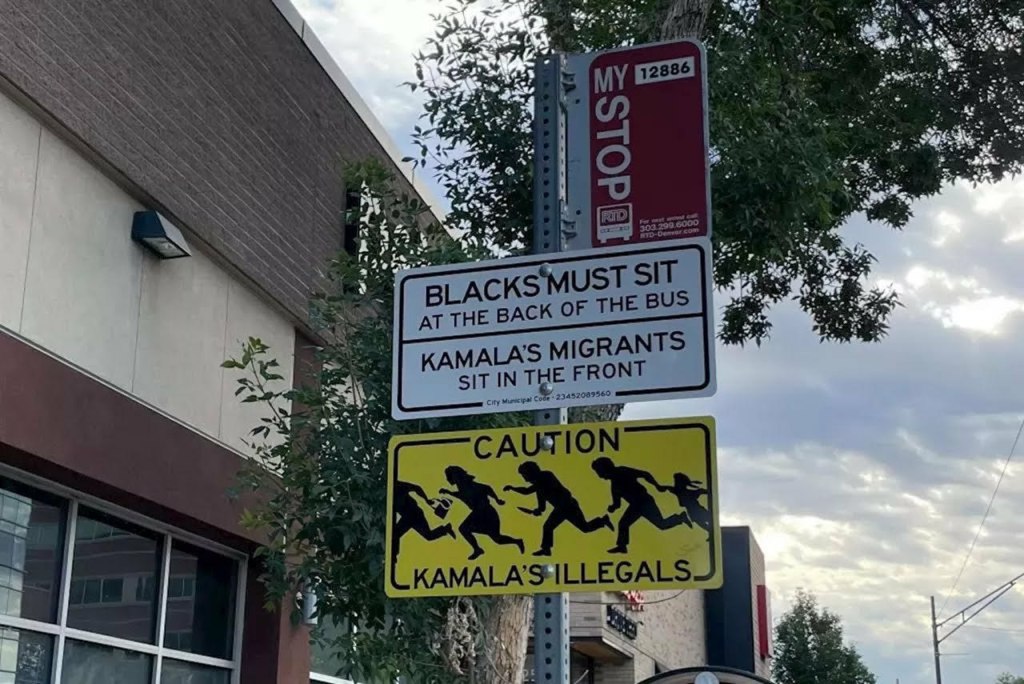 MY STOP
12886
RTD
For next arrival call
303.299.6000
RTD-Denver.com
BLACKS MUST SIT
AT THE BACK OF THE BUS
KAMALA'S MIGRANTS
SIT IN THE FRONT
City Municipal Code - 23452089560
CAUTION
KAMALA'S ILLEGALS